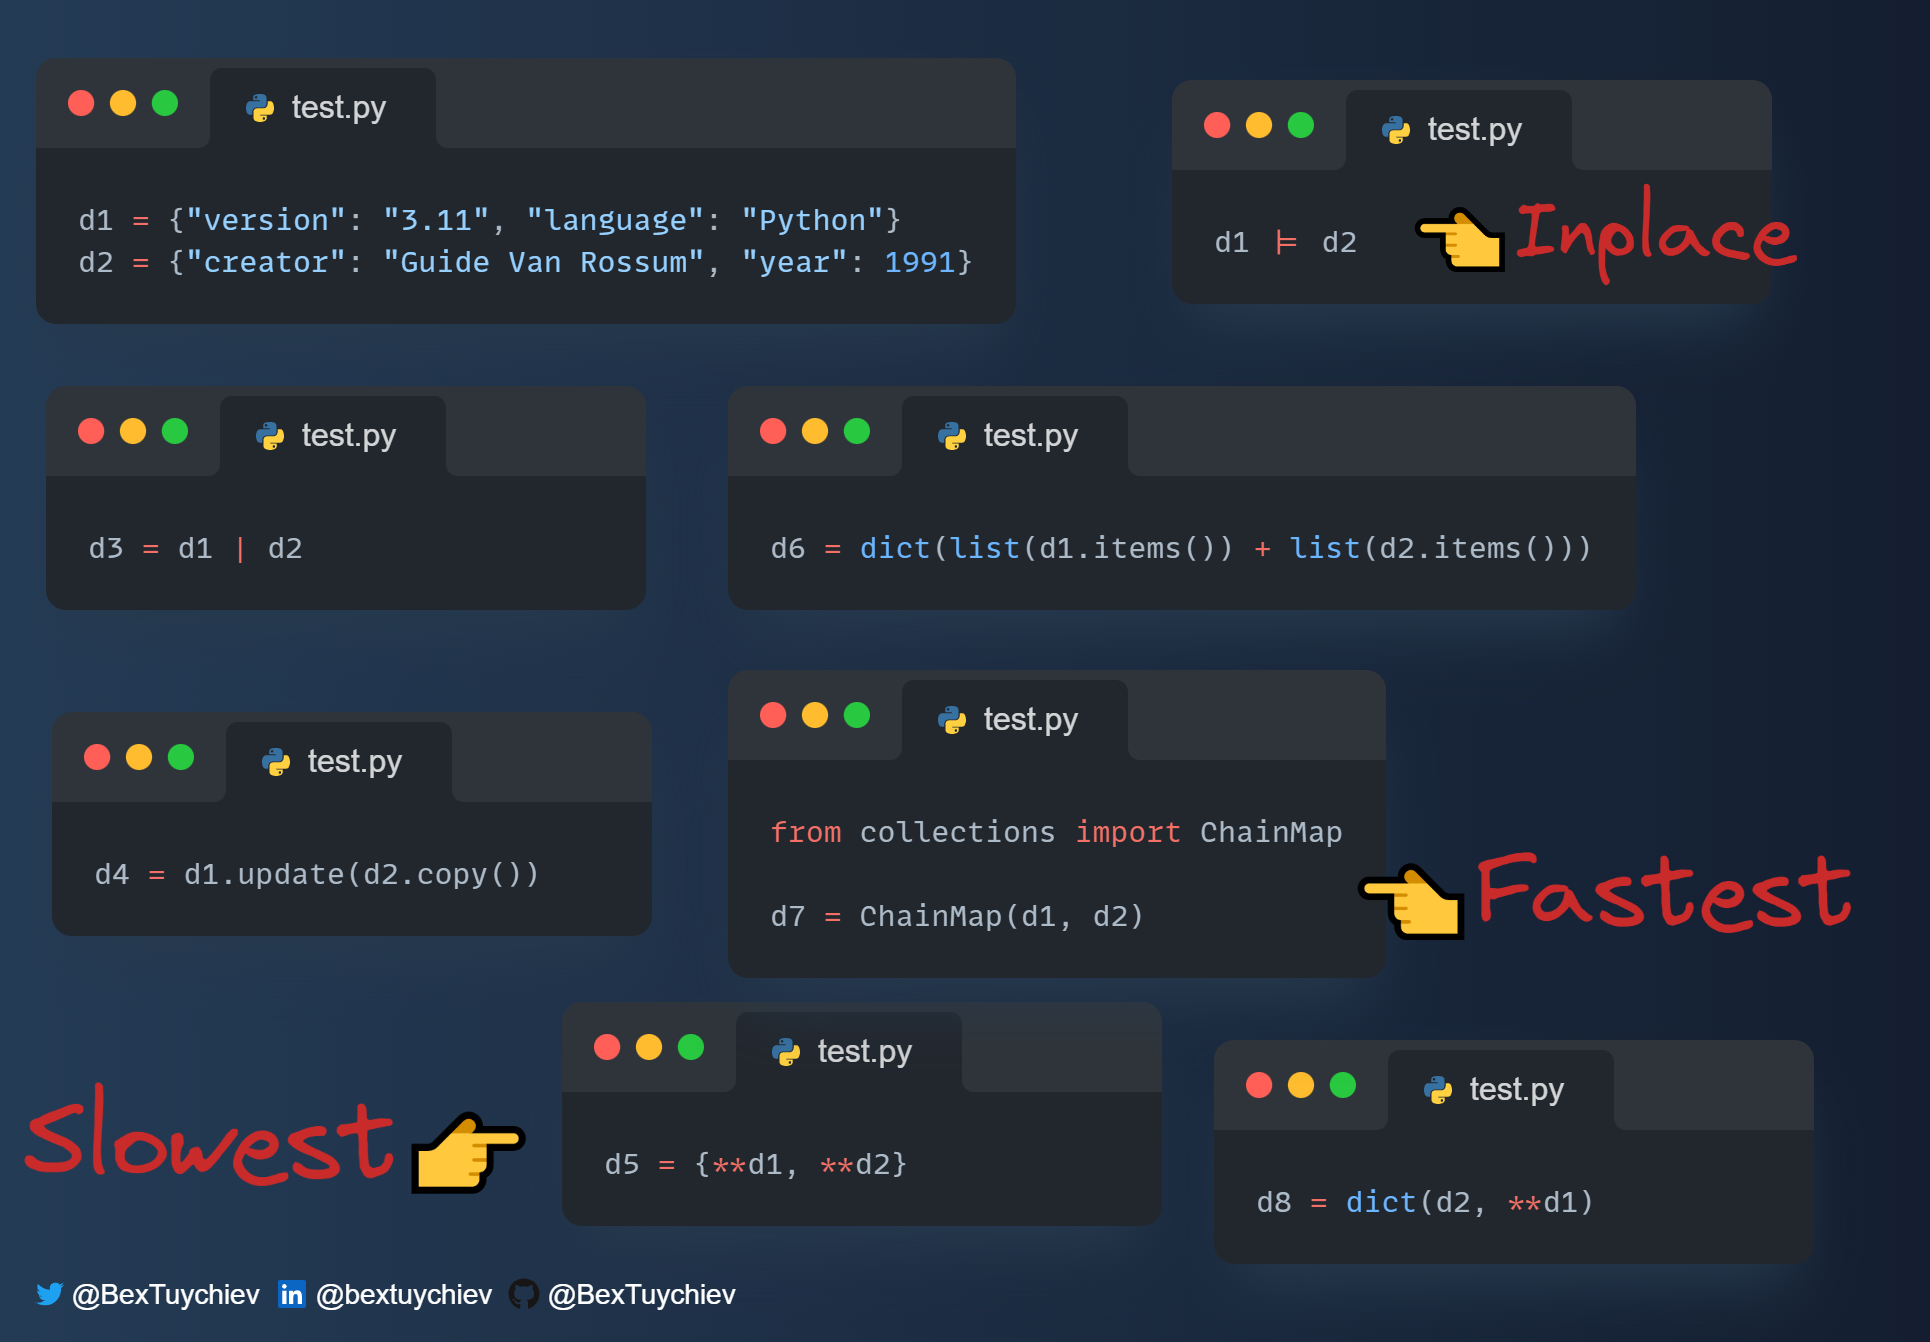 test.py
d1 = {"version": "3.11", "language": "Python"}
d2 = {"creator": "Guide Van Rossum", "year": 1991}
test.py
d1 |= d2
Inplace
test.py
d3 = d1 | d2
test.py
d6 = dict(list(d1.items()) + list(d2.items()))
test.py
d4 = d1.update(d2.copy())
test.py
from collections import ChainMap
d7 = ChainMap(d1, d2)
Fastest
Slowest
test.py
d5 = {**d1, **d2}
test.py
d8 = dict(d2, **d1)
@BexTuychiev in @bextuychiev @BexTuychiev